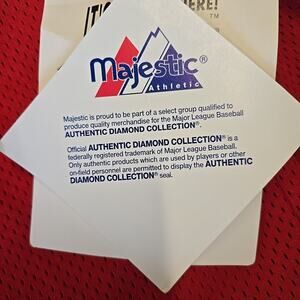 HERE!
™
Majestic®
Athletic
Majestic is proud to be part of a select group qualified to
produce quality merchandise for the Major League Baseball
AUTHENTIC DIAMOND COLLECTION®.
Official AUTHENTIC DIAMOND COLLECTION® is a
federally registered trademark of Major League Baseball.
Only authentic products which are used by players or other
on-field personnel are permitted to display the AUTHENTIC
DIAMOND COLLECTION® seal.